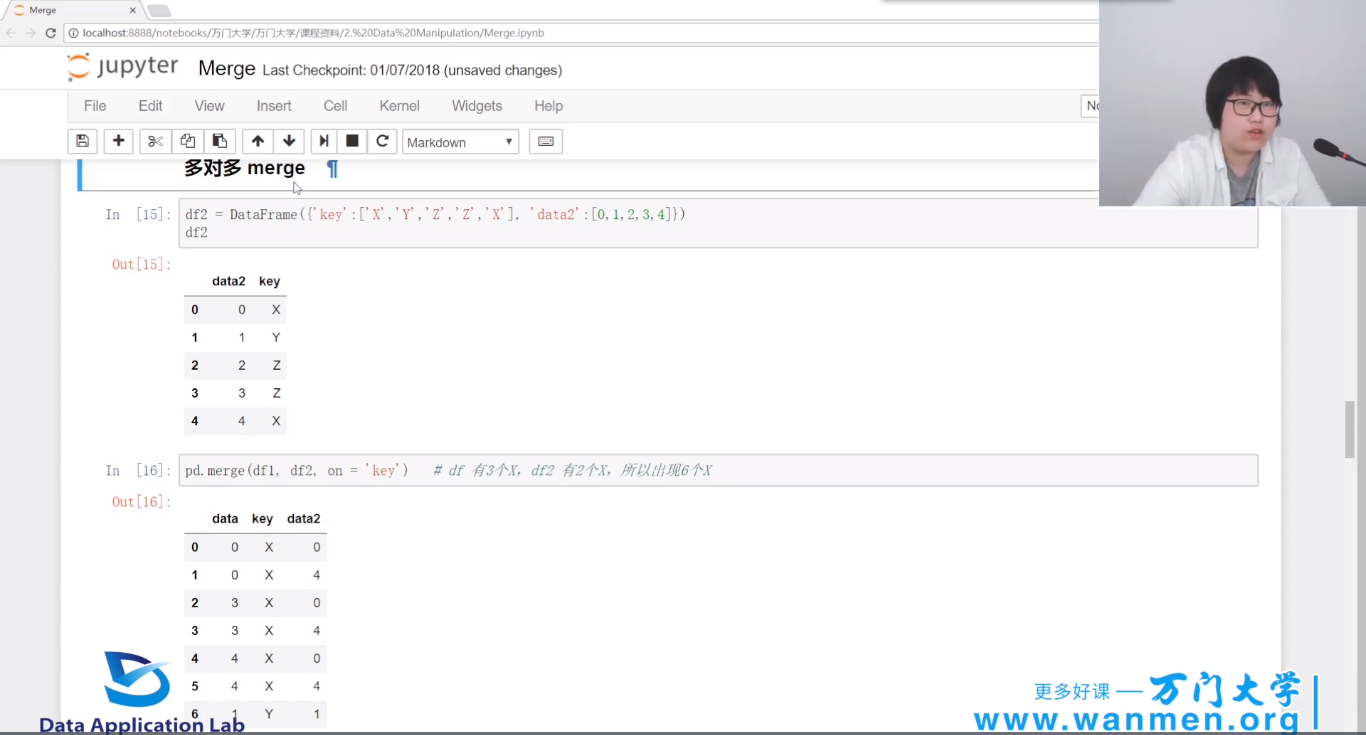 Merge
localhost:8888/notebooks/万门大学/万门大学/课程资料/2.%20Data%20Manipulation/Merge.ipynb
jupyter Merge Last Checkpoint: 01/07/2018 (unsaved changes)
File Edit View Insert Cell Kernel Widgets Help
Markdown
多对多 merge ¶
In [15]: df2 = DataFrame({'key':['X','Y','Z','Z','X'], 'data2':[0,1,2,3,4]})
df2
Out[15]:
data2 key
0 0 X
1 1 Y
2 2 Z
3 3 Z
4 4 X
In [16]: pd.merge(df1, df2, on = 'key') # df 有3个X，df2 有2个X，所以出现6个X
Out[16]:
data key data2
0 0 X 0
1 0 X 4
2 3 X 0
3 3 X 4
4 4 X 0
5 4 X 4
6 1 Y 1
Data Application Lab
更多好课 — 万门大学
www.wanmen.org